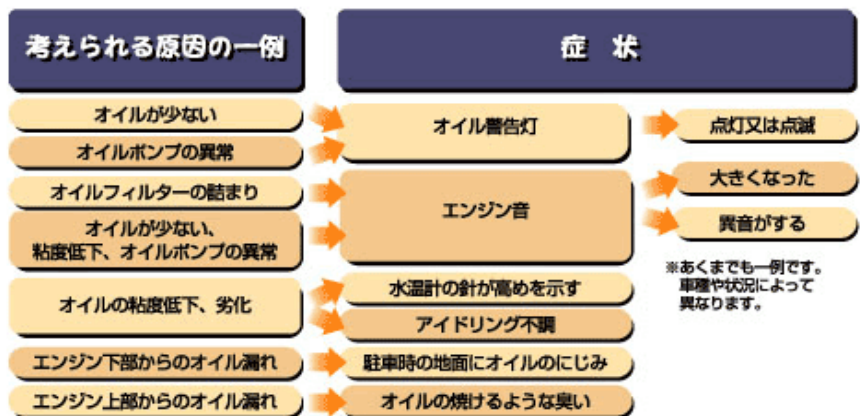 考えられる原因の一例
症 状
オイルが少ない
オイル警告灯
点灯又は点滅
オイルポンプの異常
オイルフィルターの詰まり
エンジン音
大きくなった
オイルが少ない、
粘度低下、オイルポンプの異常
異音がする
※あくまでも一例です。
車種や状況によって
異なります。
オイルの粘度低下、劣化
水温計の針が高めを示す
アイドリング不調
エンジン下部からのオイル漏れ
駐車時の地面にオイルのにじみ
エンジン上部からのオイル漏れ
オイルの焼けるような臭い